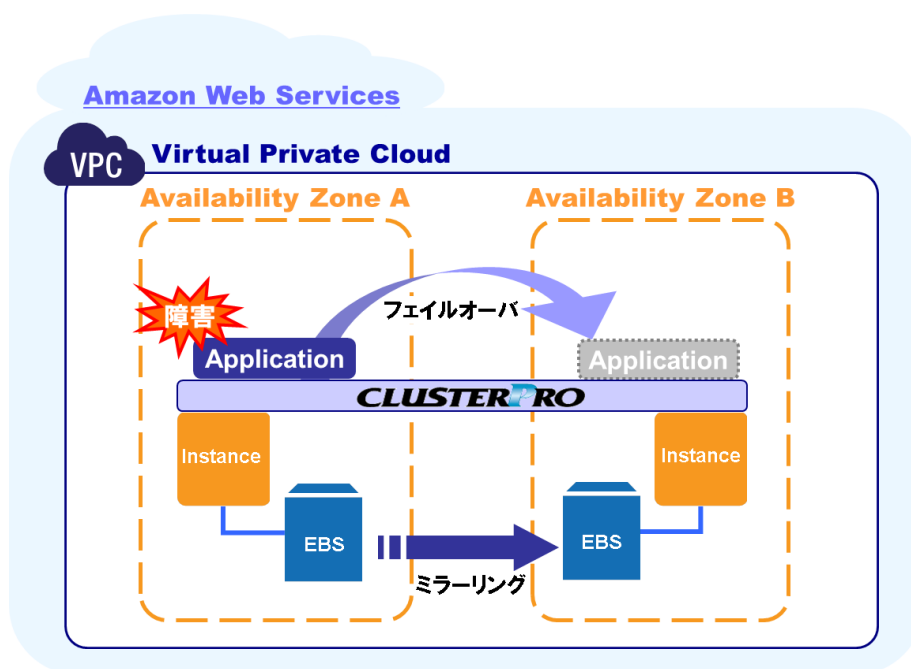 Amazon Web Services
VPC
Virtual Private Cloud
Availability Zone A
Availability Zone B
障害
フェイルオーバ
Application
Application
CLUSTERPRO
Instance
Instance
EBS
EBS
ミラーリング